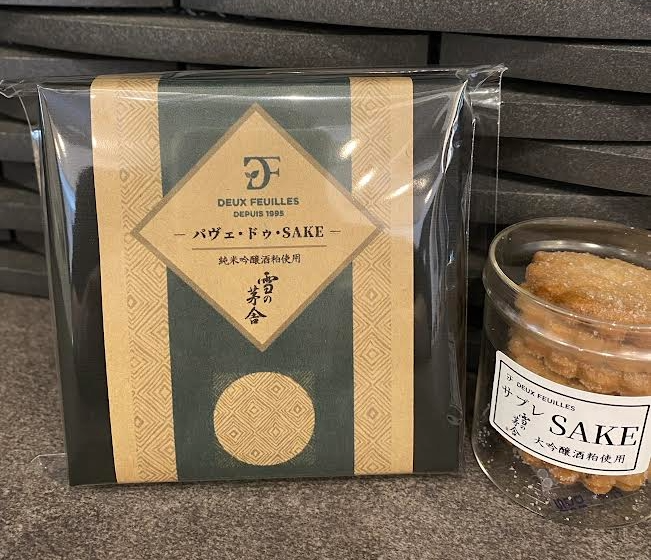 DF
DEUX FEUILLES
DEPUIS 1995
パヴェ・ドゥ・SAKE
純米吟醸酒粕使用
雪の茅舎
DEUX FEUILLES
サブレ SAKE
雪の茅舎
大吟醸酒粕使用